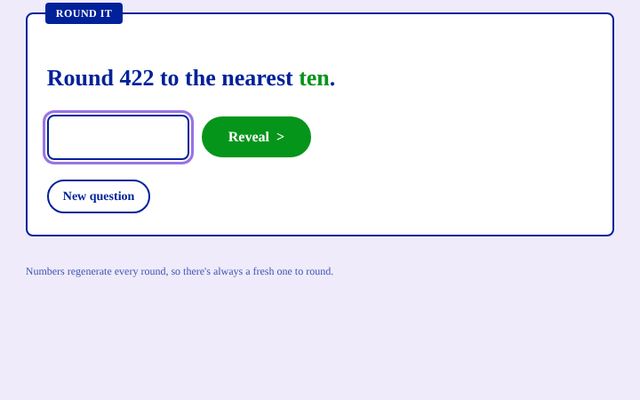 ROUND IT
Round 422 to the nearest ten.
Reveal >
New question
Numbers regenerate every round, so there's always a fresh one to round.